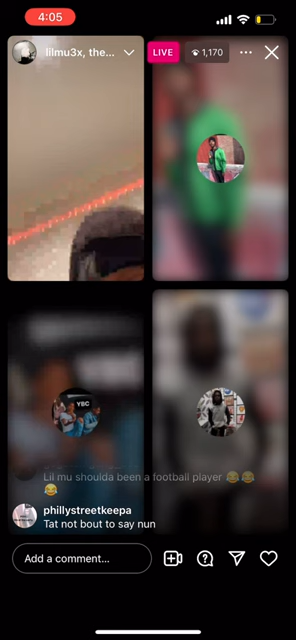 4:05
lilmu3x, the...
LIVE
1,170
YBC
Lil mu shoulda been a football player 😂😂
😂
phillystreetkeepa
Tat not bout to say nun
Add a comment...